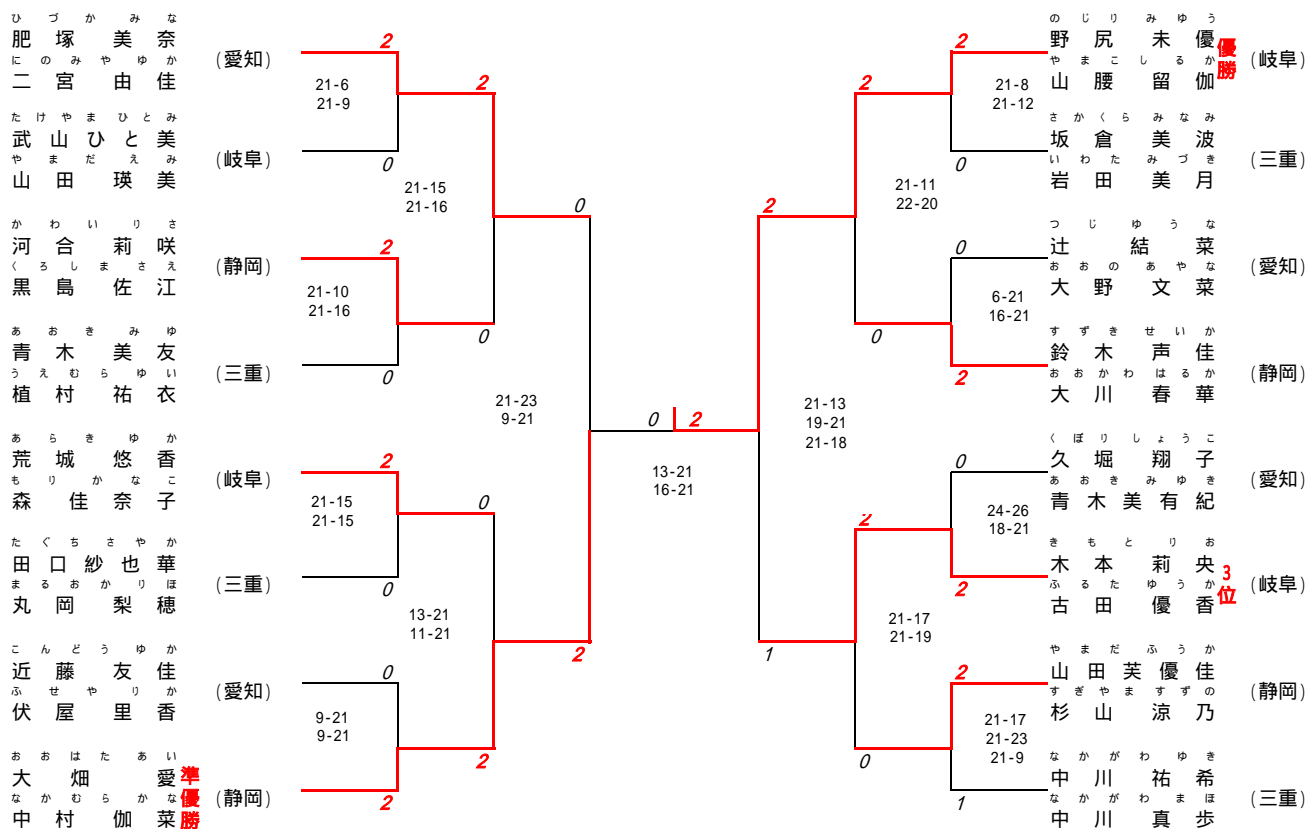 ひづかみな
肥塚美奈
にのみやゆか
二宮由佳
(愛知)
たけやまひとみ
武山ひと美
やまだえみ
山田瑛美
(岐阜)
かわいりさ
河合莉咲
くろしまさえ
黒島佐江
(静岡)
あおきみゆ
青木美友
うえむらゆい
植村祐衣
(三重)
あらきゆか
荒城悠香
もりかなこ
森佳奈子
(岐阜)
たぐちさやか
田口紗也華
まるおかりほ
丸岡梨穂
(三重)
こんどうゆか
近藤友佳
ふせやりか
伏屋里香
(愛知)
おおはたあい
大畑愛
なかむらかな
中村伽菜
準優勝
(静岡)
2
21-6
21-9
0
2
21-10
21-16
0
2
21-15
21-15
0
0
9-21
9-21
2
2
21-15
21-16
0
0
13-21
11-21
2
0
21-23
9-21
2
0
2
13-21
16-21
2
21-13
19-21
21-18
1
2
21-11
22-20
0
2
21-17
21-19
0
2
21-8
21-12
0
0
6-21
16-21
2
0
24-26
18-21
2
2
21-17
21-23
21-9
1
のじりみゆう
野尻未優
やまこしるか
山腰留伽
優勝
(岐阜)
さかくらみなみ
坂倉美波
いわたみづき
岩田美月
(三重)
つじゆうな
辻結菜
おおのあやな
大野文菜
(愛知)
すずきせいか
鈴木声佳
おおかわはるか
大川春華
(静岡)
くぼりしょうこ
久堀翔子
あおきみゆき
青木美有紀
(愛知)
きもとりお
木本莉央
ふるたゆうか
古田優香
3位
(岐阜)
やまだふうか
山田芙優佳
すぎやますずの
杉山涼乃
(静岡)
なかがわゆき
中川祐希
なかがわまほ
中川真歩
(三重)